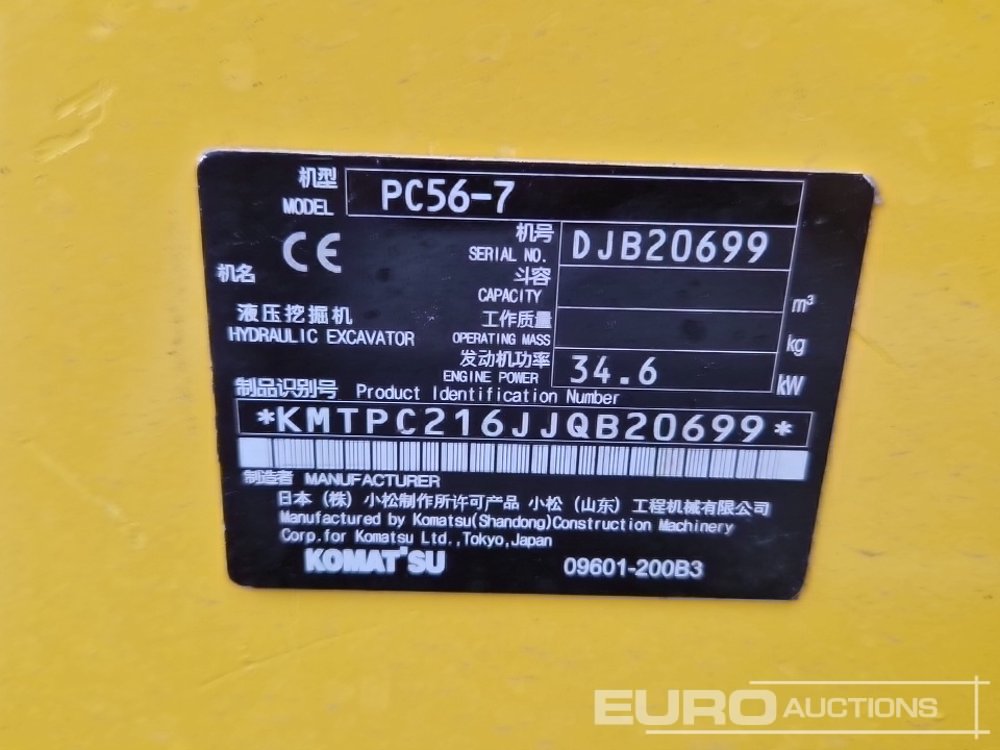 机型 PC56-7
MODEL
CE
机号 DJB20699
SERIAL NO.
机名
斗容
CAPACITY m³
液压挖掘机
HYDRAULIC EXCAVATOR
工作质量
OPERATING MASS kg
发动机功率 34.6
ENGINE POWER kW
制品识别号 Product Identification Number
*KMTPC216JJQB20699*
制造者 MANUFACTURER
日本（株）小松制作所许可产品 小松（山东）工程机械有限公司
Manufactured by Komatsu(Shandong)Construction Machinery
Corp.for Komatsu Ltd.,Tokyo,Japan
KOMATSU 09601-200B3
EURO AUCTIONS